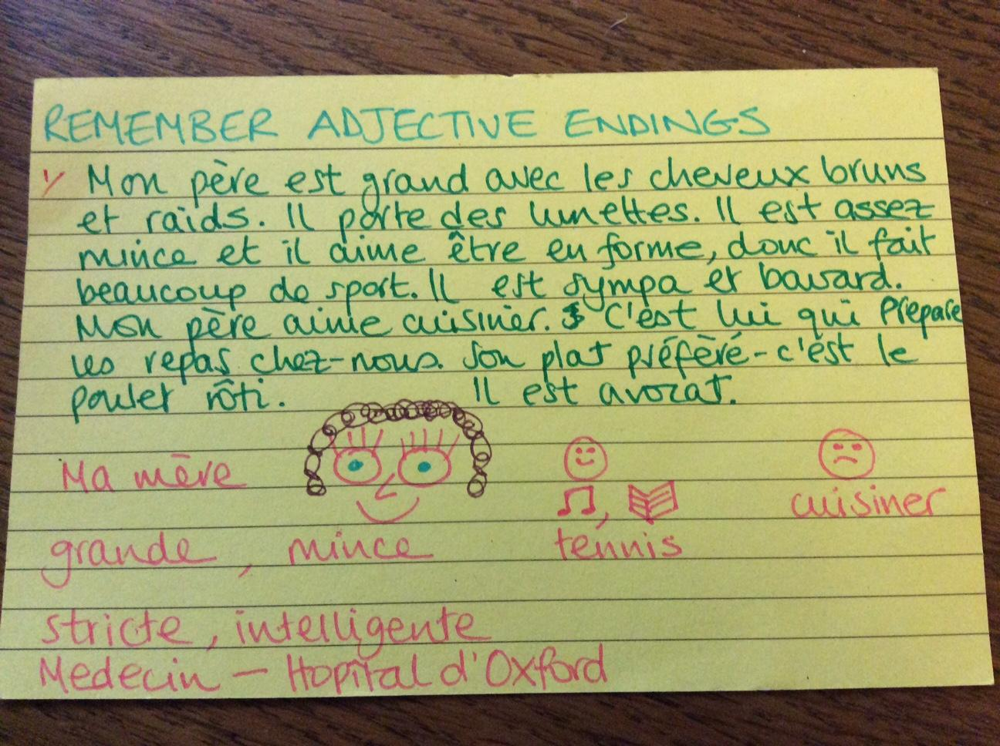 REMEMBER ADJECTIVE ENDINGS
1/ Mon père est grand avec les cheveux bruns
et raids. Il porte des lunettes. Il est assez
mince et il aime être en forme, donc il fait
beaucoup de sport. Il est sympa et bavard.
Mon père aime cuisiner. C'est lui qui prepare
les repas chez-nous. Son plat préféré - c'est le
poulet rôti. Il est avocat.
Ma mère
cuisiner
grande, mince
tennis
stricte, intelligente
Medecin - Hopîtal d'Oxford